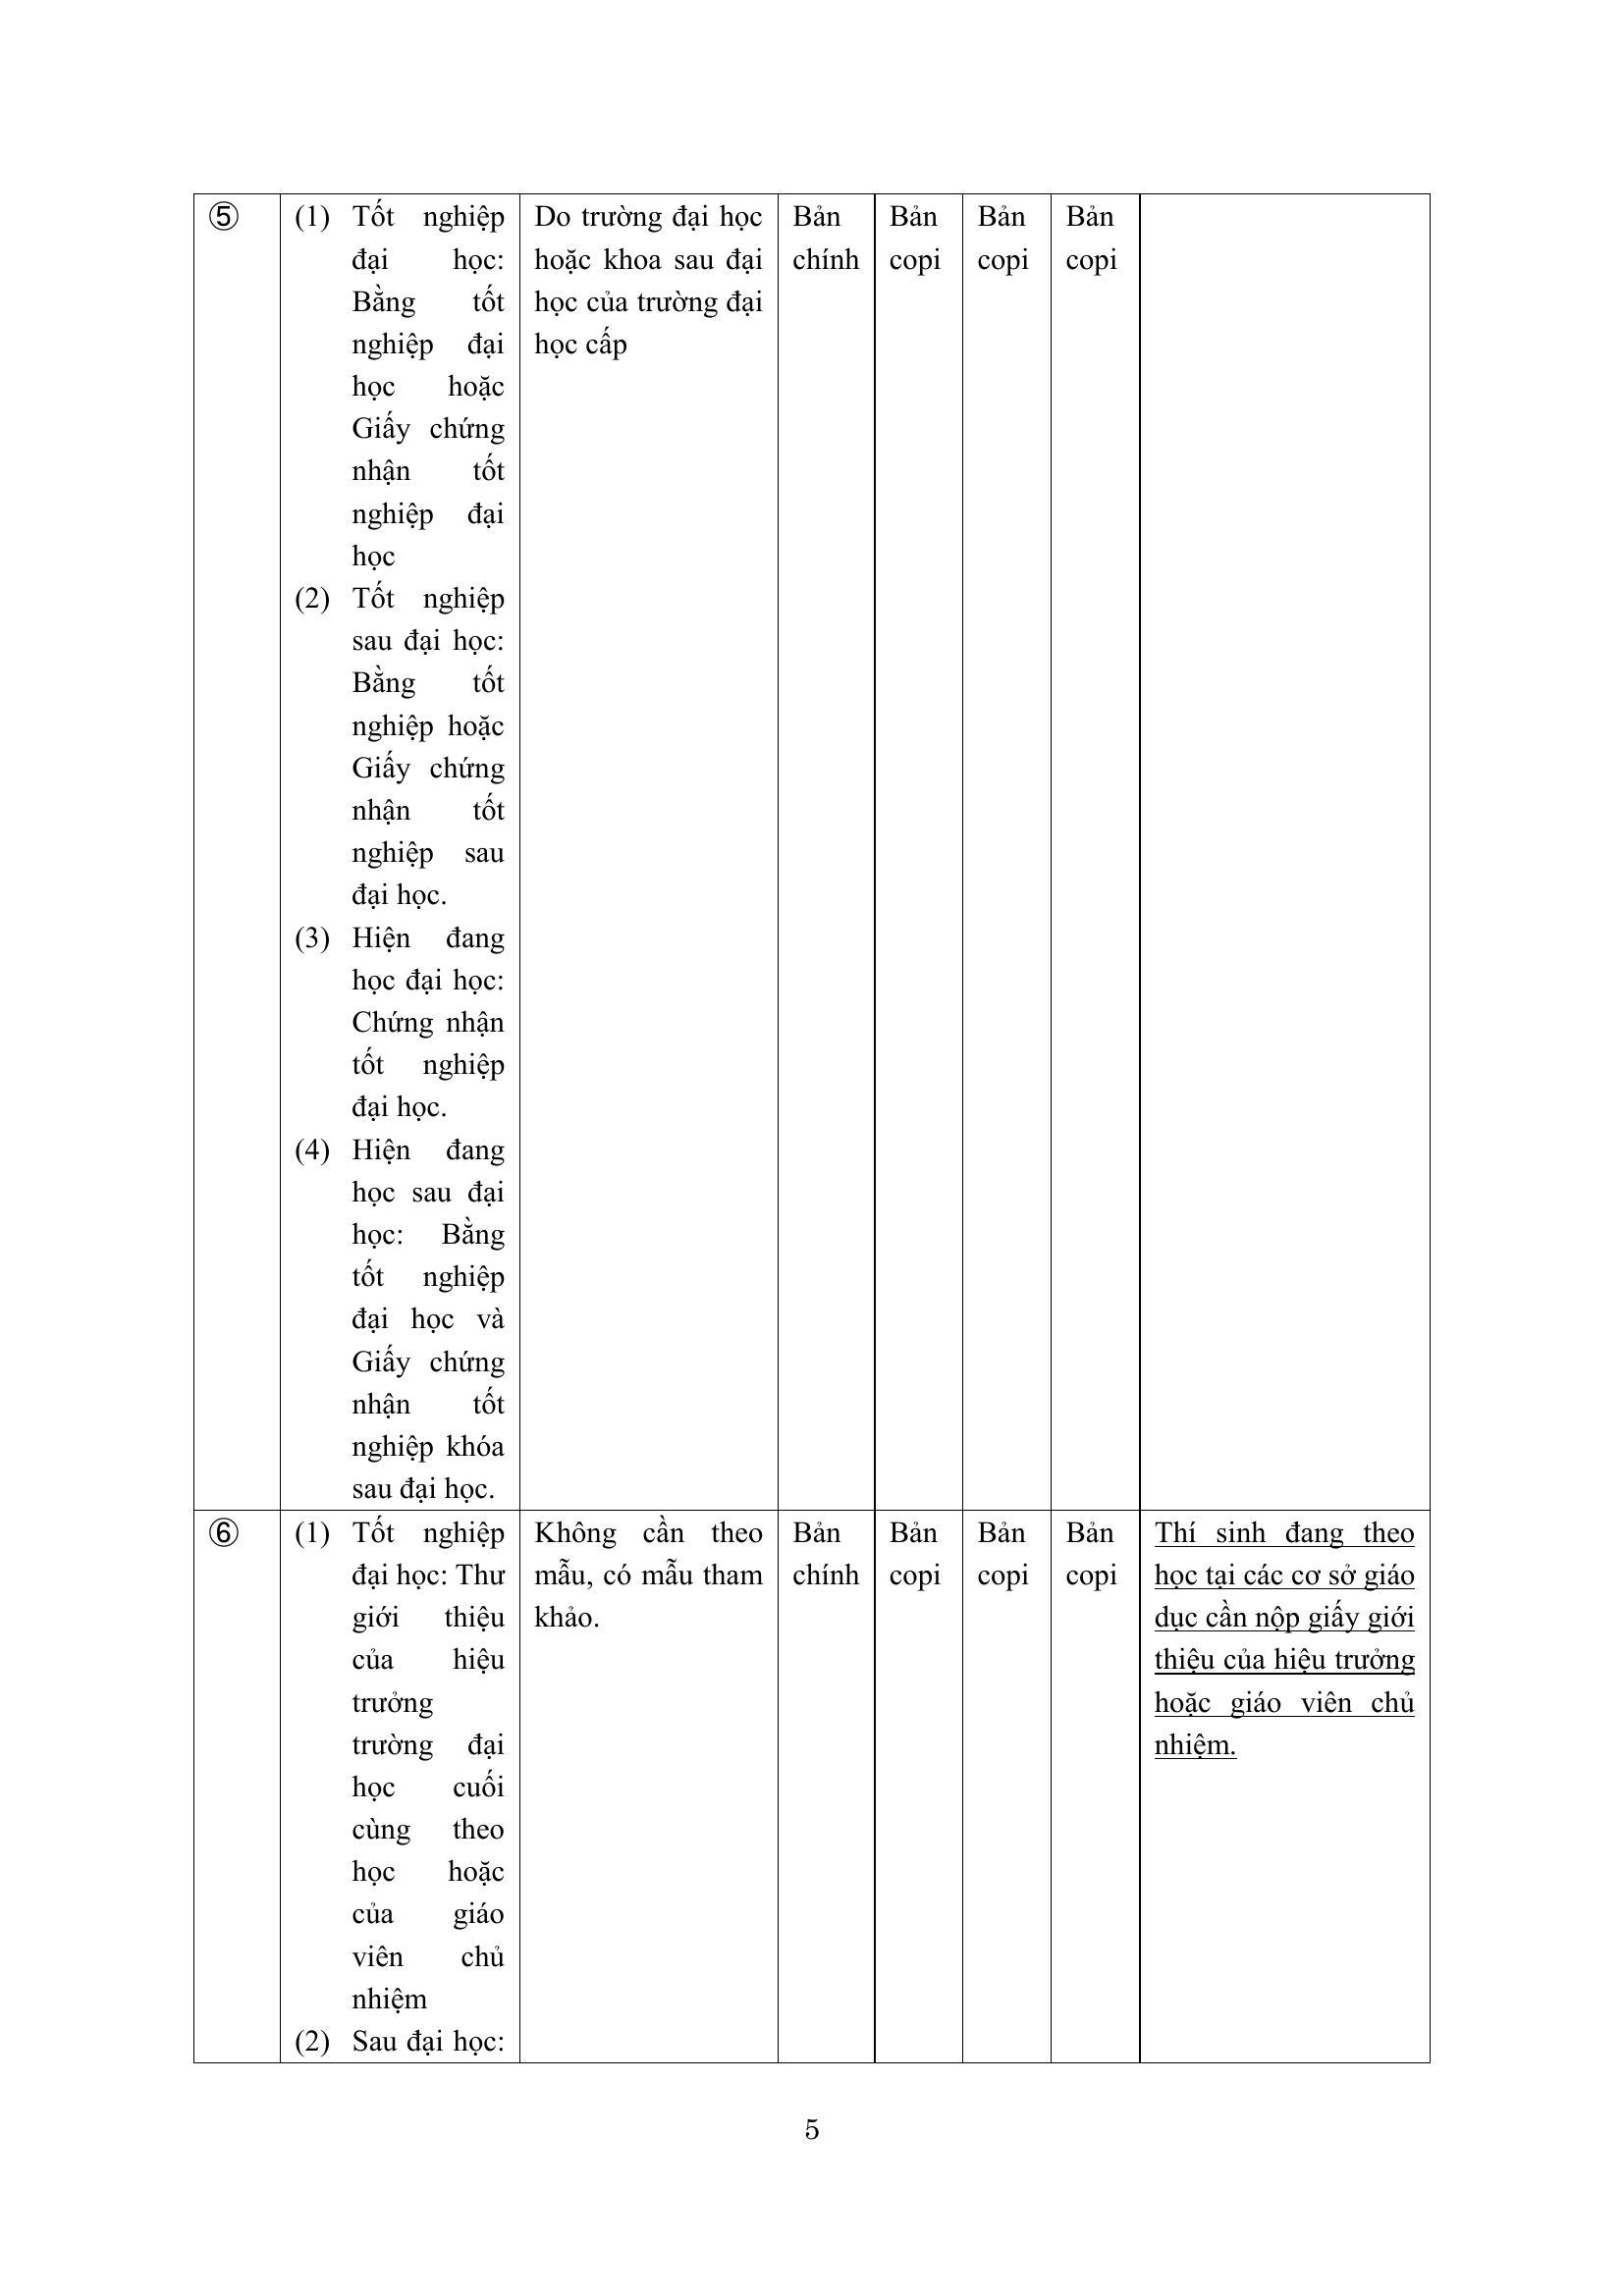 ⑤
(1) Tốt nghiệp
đại học:
Bằng tốt
nghiệp đại
học hoặc
Giấy chứng
nhận tốt
nghiệp đại
học
(2) Tốt nghiệp
sau đại học:
Bằng tốt
nghiệp hoặc
Giấy chứng
nhận tốt
nghiệp sau
đại học.
(3) Hiện đang
học đại học:
Chứng nhận
tốt nghiệp
đại học.
(4) Hiện đang
học sau đại
học: Bằng
tốt nghiệp
đại học và
Giấy chứng
nhận tốt
nghiệp khóa
sau đại học.
Do trường đại học
hoặc khoa sau đại
học của trường đại
học cấp
Bản
chính
Bản
copi
Bản
copi
Bản
copi
⑥
(1) Tốt nghiệp
đại học: Thư
giới thiệu
của hiệu
trưởng
trường đại
học cuối
cùng theo
học hoặc
của giáo
viên chủ
nhiệm
(2) Sau đại học:
Không cần theo
mẫu, có mẫu tham
khảo.
Bản
chính
Bản
copi
Bản
copi
Bản
copi
Thí sinh đang theo
học tại các cơ sở giáo
dục cần nộp giấy giới
thiệu của hiệu trưởng
hoặc giáo viên chủ
nhiệm.
5